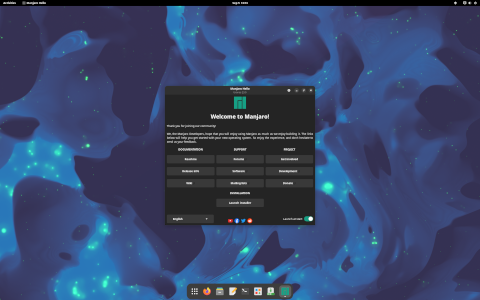 Activities Manjaro Hello
Manjaro Hello
Welcome to Manjaro!
Thank you for joining our community!
We, the Manjaro Developers, hope that you will enjoy using Manjaro as much as we enjoy building it. The links
below will help you get started with your new operating system. So enjoy the experience, and don't hesitate to
send us your feedback.
DOCUMENTATION SUPPORT PROJECT
Readme Forums Get involved
Release info Software Development
Wiki Mailing lists Donate
INSTALLATION
Launch installer
English Launch at start